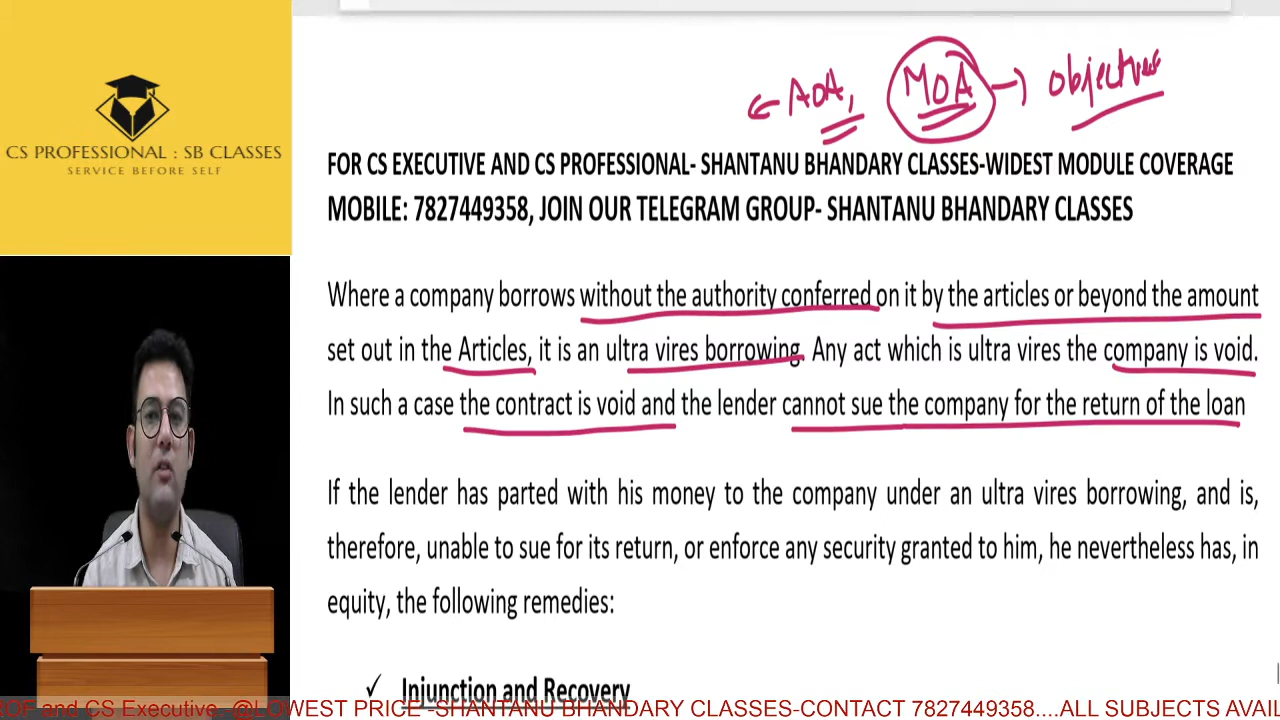 ← AOA, MOA → objectives
CS PROFESSIONAL : SB CLASSES
SERVICE BEFORE SELF
FOR CS EXECUTIVE AND CS PROFESSIONAL- SHANTANU BHANDARY CLASSES-WIDEST MODULE COVERAGE
MOBILE: 7827449358, JOIN OUR TELEGRAM GROUP- SHANTANU BHANDARY CLASSES
Where a company borrows without the authority conferred on it by the articles or beyond the amount
set out in the Articles, it is an ultra vires borrowing. Any act which is ultra vires the company is void.
In such a case the contract is void and the lender cannot sue the company for the return of the loan
If the lender has parted with his money to the company under an ultra vires borrowing, and is,
therefore, unable to sue for its return, or enforce any security granted to him, he nevertheless has, in
equity, the following remedies:
✓ Injunction and Recovery
ROF and CS Executive. -@LOWEST PRICE -SHANTANU BHANDARY CLASSES-CONTACT 7827449358....ALL SUBJECTS AVAIL